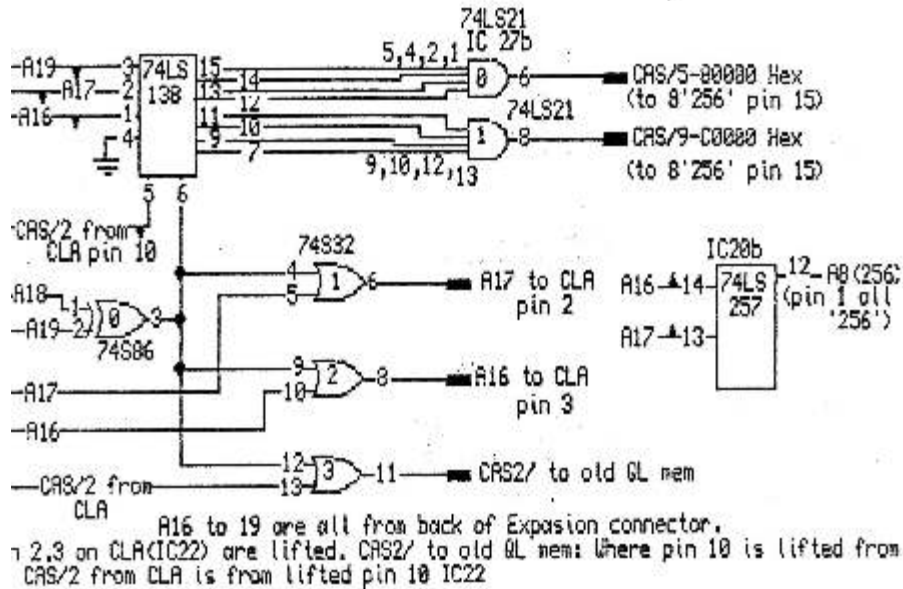 74LS21
IC 27b
5,4,2,1
A19
3
74LS
138
15
14
0
6
CAS/5-80000 Hex
(to 8'256' pin 15)
A17
2
13
12
A16
1
11
74LS21
4
10
1
8
CAS/9-C0000 Hex
(to 8'256' pin 15)
9
7
9,10,12,13
5
6
CAS/2 from
CLA pin 10
74S32
4
5
1
6
A17 to CLA
pin 2
IC20b
A16
14
74LS
257
12
A8(256,
(pin 1 all
'256')
A17
13
A18
1
0
3
A19
2
74S86
9
10
2
8
A16 to CLA
pin 3
A17
A16
12
13
3
11
CAS2/ to old QL mem
CAS/2 from
CLA
A16 to 19 are all from back of Expasion connector.
n 2,3 on CLA(IC22) are lifted. CAS2/ to old QL mem: Where pin 10 is lifted from
CAS/2 from CLA is from lifted pin 10 IC22